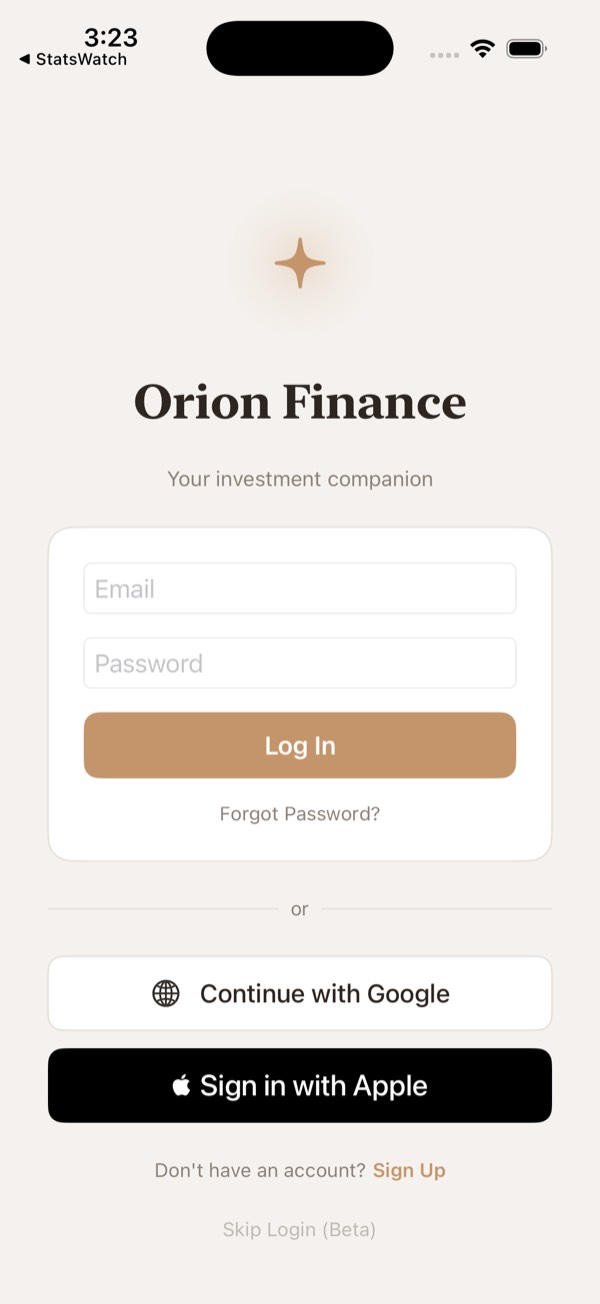 3:23
◀ StatsWatch
Orion Finance
Your investment companion
Email
Password
Log In
Forgot Password?
or
Continue with Google
Sign in with Apple
Don't have an account? Sign Up
Skip Login (Beta)